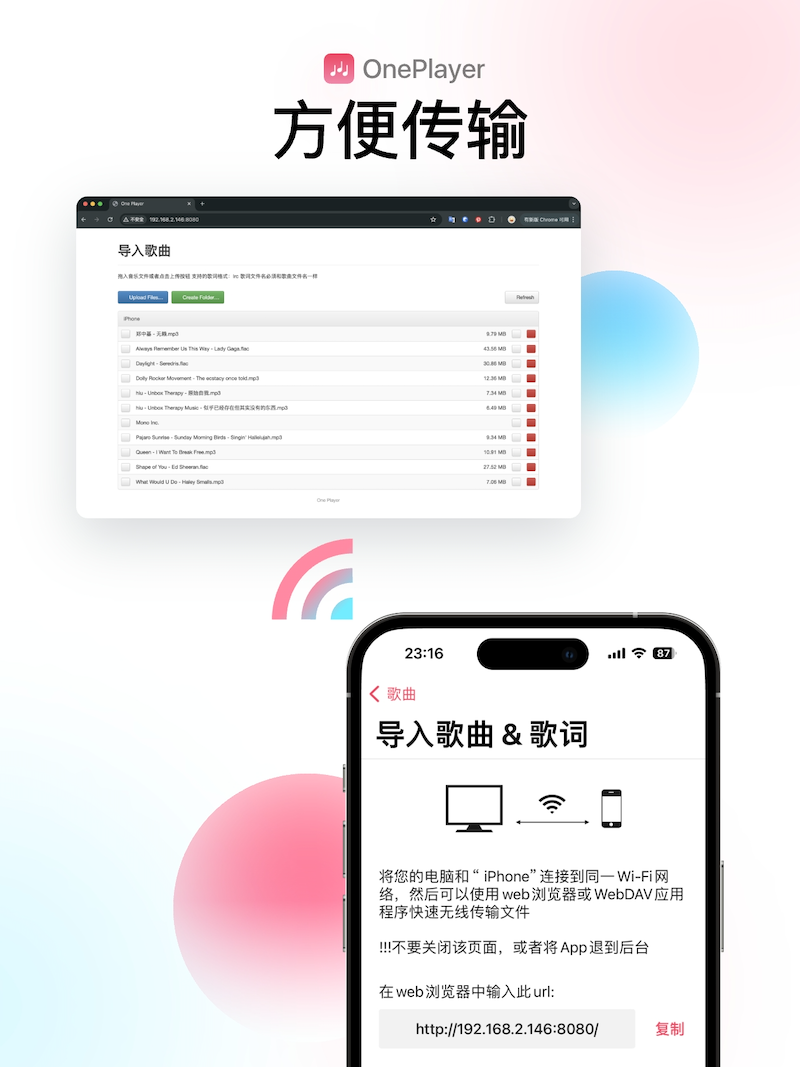 OnePlayer
方便传输
One Player
不安全 192.168.2.146:8080
有新版 Chrome 可用
导入歌曲
拖入音乐文件或者点击上传按钮 支持的歌词格式：lrc 歌词文件名必须和歌曲文件名一样
Upload Files... Create Folder... Refresh
iPhone
郑中基 - 无赖.mp3 9.79 MB
Always Remember Us This Way - Lady Gaga.flac 43.56 MB
Daylight - Seredris.flac 30.86 MB
Dolly Rocker Movement - The ecstacy once told.mp3 12.36 MB
hiu - Unbox Therapy - 原始自我.mp3 7.34 MB
hiu - Unbox Therapy Music - 似乎已经存在但其实没有的东西.mp3 6.49 MB
Mono Inc.
Pajaro Sunrise - Sunday Morning Birds - Singin' Hallelujah.mp3 9.34 MB
Queen - I Want To Break Free.mp3 10.91 MB
Shape of You - Ed Sheeran.flac 27.52 MB
What Would U Do - Haley Smalls.mp3 7.06 MB
One Player
23:16 87
歌曲
导入歌曲 & 歌词
将您的电脑和“ iPhone” 连接到同一 Wi-Fi 网
络，然后可以使用 web 浏览器或 WebDAV 应用
程序快速无线传输文件
!!!不要关闭该页面，或者将 App 退到后台
在 web 浏览器中输入此 url:
http://192.168.2.146:8080/ 复制